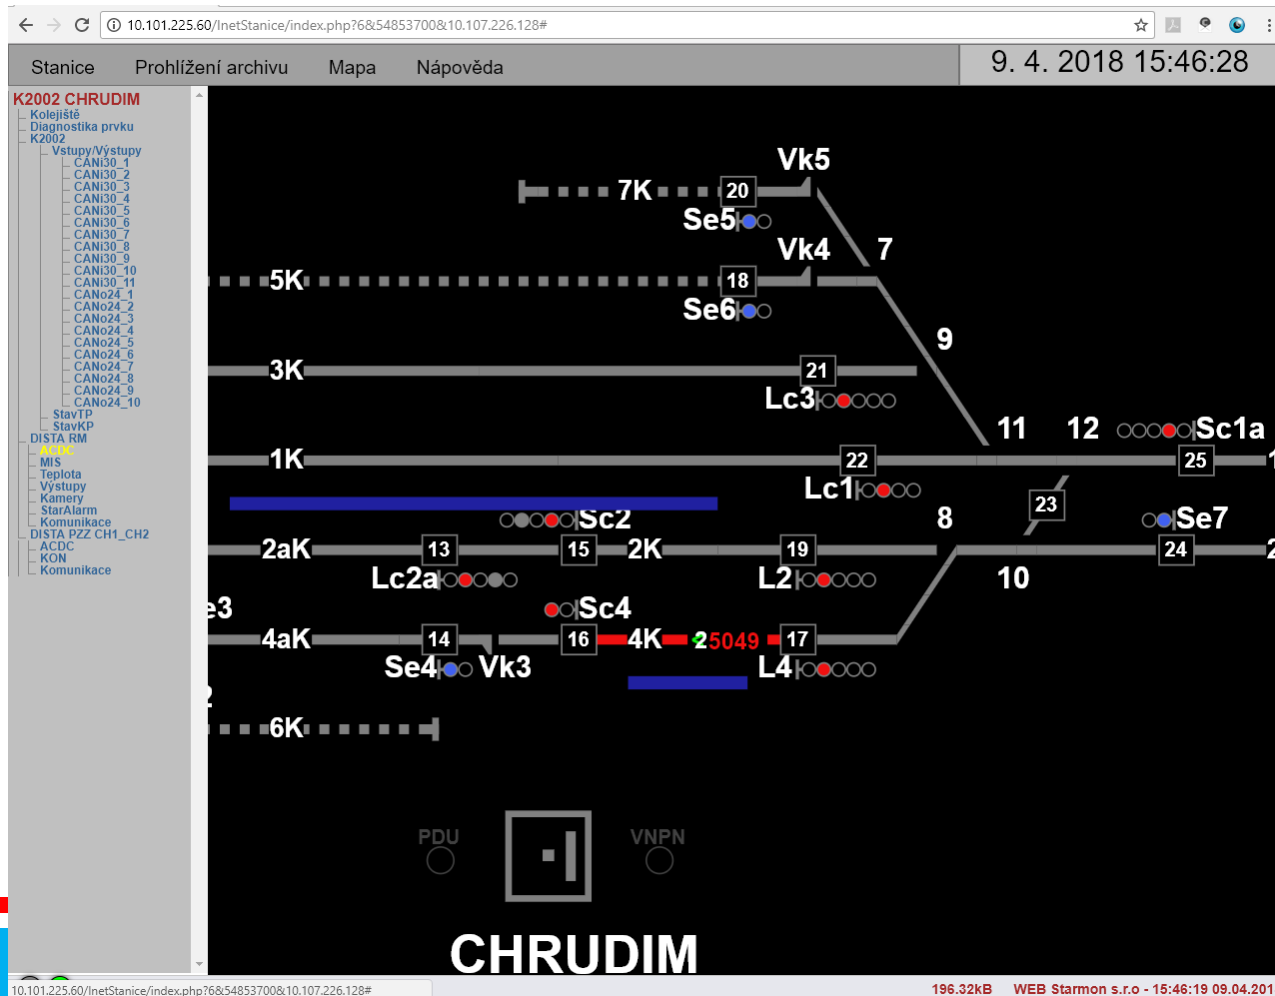 10.101.225.60/InetStanice/index.php?6&54853700&10.107.226.128#
Stanice Prohlížení archivu Mapa Nápověda 9. 4. 2018 15:46:28
K2002 CHRUDIM
Kolejiště
Diagnostika prvku
K2002
Vstupy/Výstupy
CANi30_1
CANi30_2
CANi30_3
CANi30_4
CANi30_5
CANi30_6
CANi30_7
CANi30_8
CANi30_9
CANi30_10
CANi30_11
CANo24_1
CANo24_2
CANo24_3
CANo24_4
CANo24_5
CANo24_6
CANo24_7
CANo24_8
CANo24_9
CANo24_10
StavTP
StavKP
DISTA RM
ACDC
MIS
Teplota
Výstupy
Kamery
StarAlarm
Komunikace
DISTA PZZ CH1_CH2
ACDC
KON
Komunikace
Vk5
7K 20
Se5
Vk4 7
5K 18
Se6
9
3K 21
Lc3
11 12 Sc1a
1K 22 25 1
Lc1
23
Sc2 8 Se7
2aK 13 15 2K 19 24 2
Lc2a L2 10
e3 Sc4
4aK 14 16 4K 25049 17
Se4 Vk3 L4
2
6K
PDU VNPN
CHRUDIM
10.101.225.60/InetStanice/index.php?6&54853700&10.107.226.128#
196.32kB WEB Starmon s.r.o - 15:46:19 09.04.201